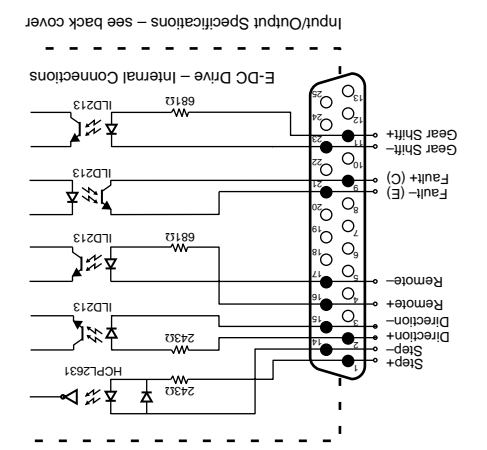 Step+
Step–
Direction+
Direction–
Remote+
Remote–
Fault– (E)
Fault+ (C)
Gear Shift–
Gear Shift+
1
14
2
15
3
16
4
17
5
18
6
19
7
20
8
21
9
22
10
23
11
24
12
25
13
243Ω
HCPL2631
243Ω
ILD213
681Ω
ILD213
ILD213
681Ω
ILD213
E-DC Drive – Internal Connections
Input/Output Specifications – see back cover